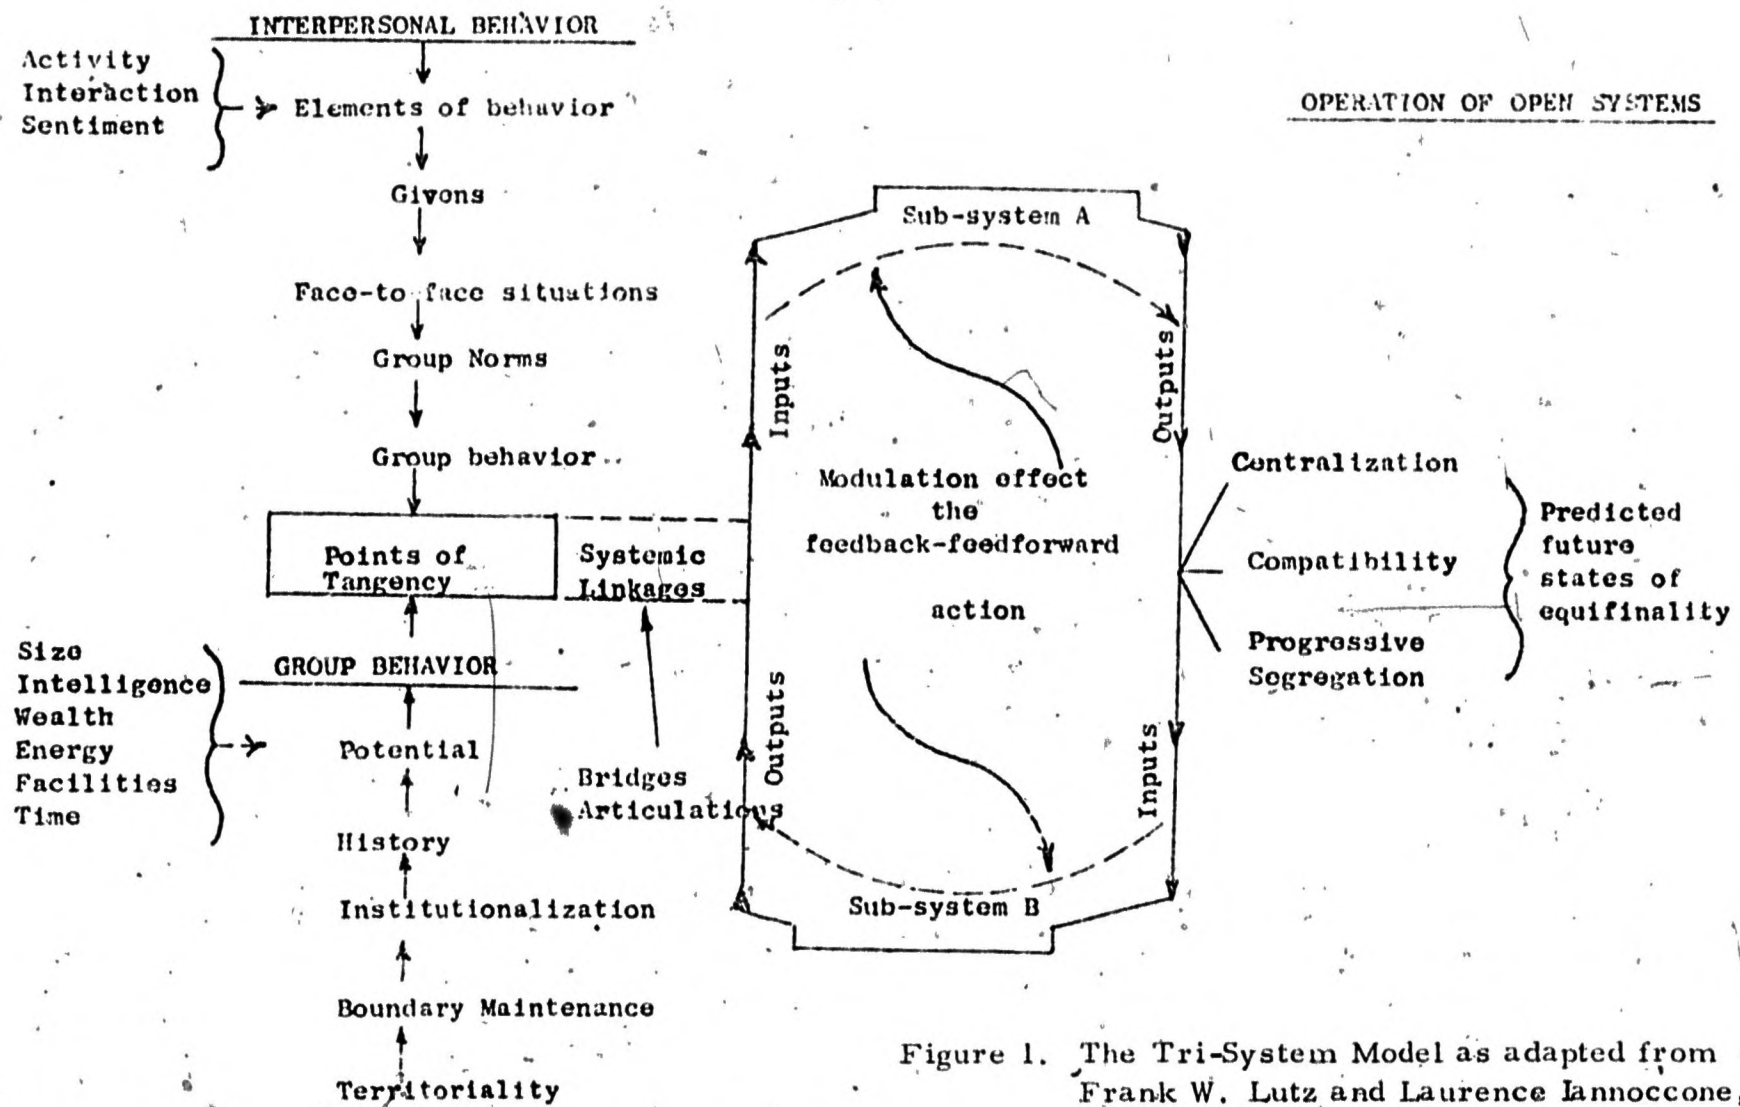 INTERPERSONAL BEHAVIOR
Activity
Interaction
Sentiment
Elements of behavior
Givens
Face-to face situations
Group Norms
Group behavior
Points of
Tangency
Systemic
Linkages
Size
Intelligence
Wealth
Energy
Facilities
Time
GROUP BEHAVIOR
Potential
Bridges
Articulations
History
Institutionalization
Boundary Maintenance
Territoriality
OPERATION OF OPEN SYSTEMS
Sub-system A
Inputs
Outputs
Modulation effect
the
feedback-feedforward
action
Outputs
Inputs
Sub-system B
Centralization
Compatibility
Progressive
Segregation
Predicted
future
states of
equifinality
Figure 1. The Tri-System Model as adapted from
Frank W. Lutz and Laurence Iannoccone,